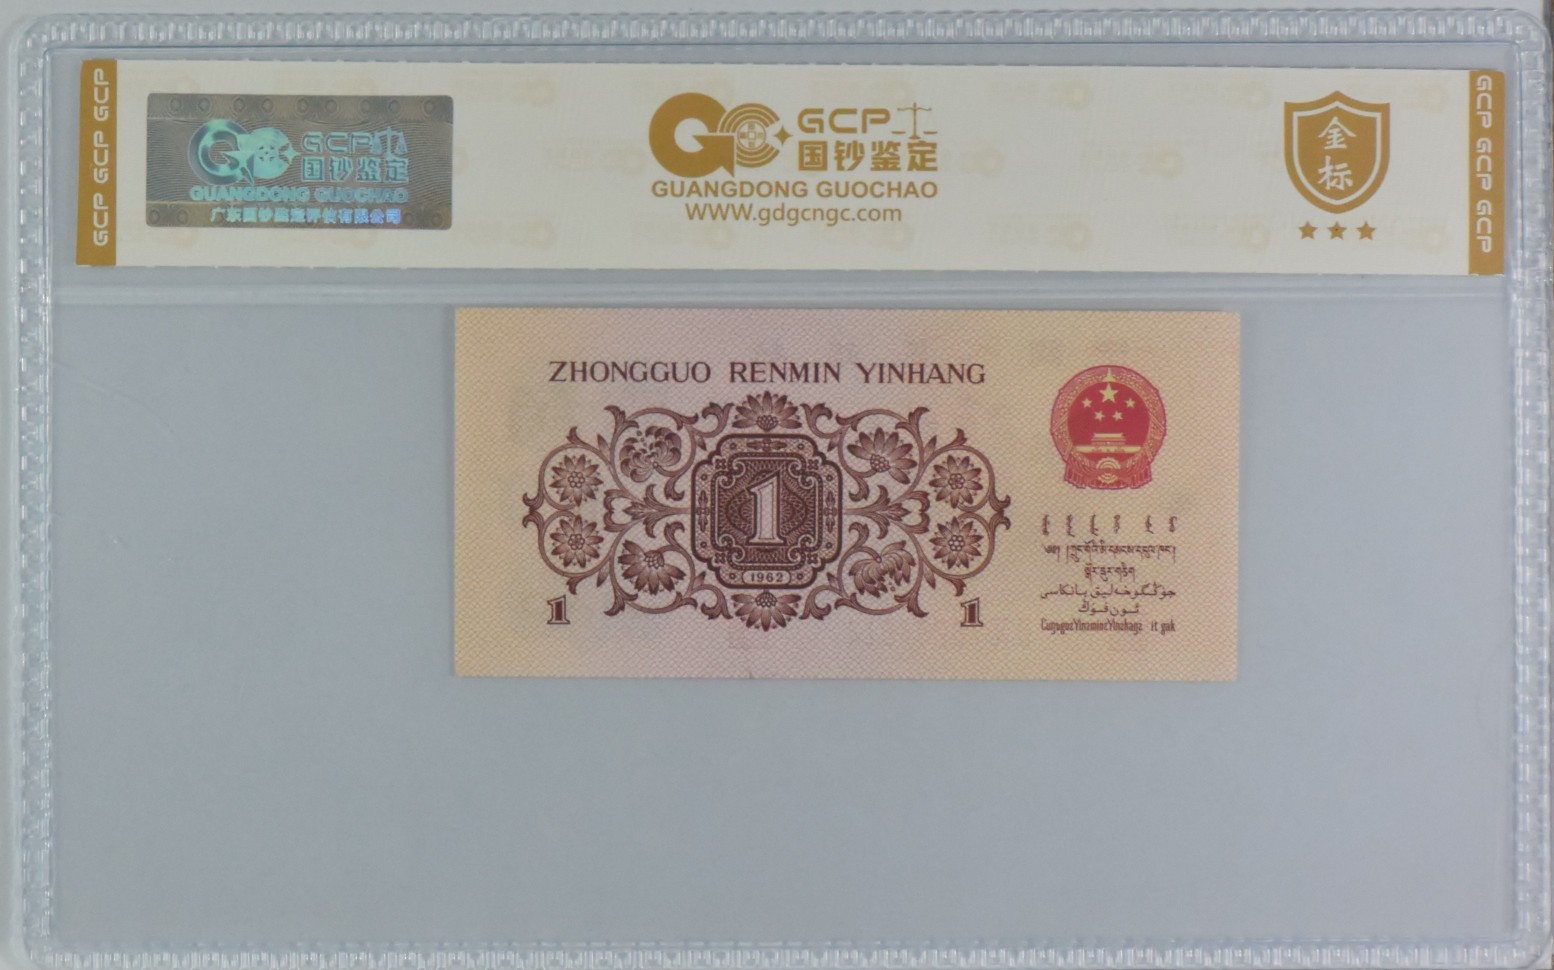 GCP GCP GCP
GCP
国钞鉴定
GUANGDONG GUOCHAO
广东国钞鉴定评估有限公司
GCP
国钞鉴定
GUANGDONG GUOCHAO
WWW.gdgcngc.com
金
标
GCP GCP GCP
ZHONGGUO RENMIN YINHANG
1
1962
1
1